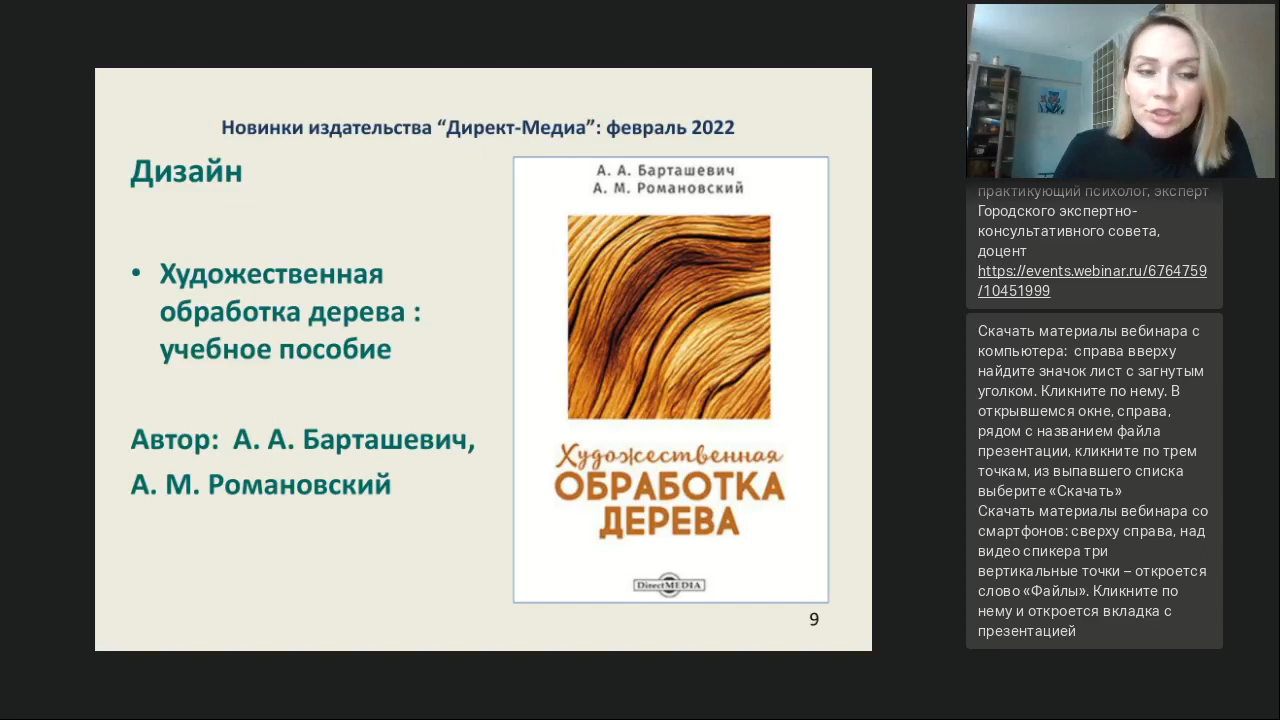 Новинки издательства “Директ-Медиа”: февраль 2022
Дизайн
• Художественная
обработка дерева :
учебное пособие
Автор:  А. А. Барташевич,
А. М. Романовский
А. А. Барташевич
А. М. Романовский
Художественная
ОБРАБОТКА
ДЕРЕВА
DirectMEDIA
9
практикующий психолог, эксперт
Городского экспертно-
консультативного совета,
доцент
https://events.webinar.ru/6764759
/10451999
Скачать материалы вебинара с
компьютера:  справа вверху
найдите значок лист с загнутым
уголком. Кликните по нему. В
открывшемся окне, справа,
рядом с названием файла
презентации, кликните по трем
точкам, из выпавшего списка
выберите «Скачать»
Скачать материалы вебинара со
смартфонов: сверху справа, над
видео спикера три
вертикальные точки – откроется
слово «Файлы». Кликните по
нему и откроется вкладка с
презентацией